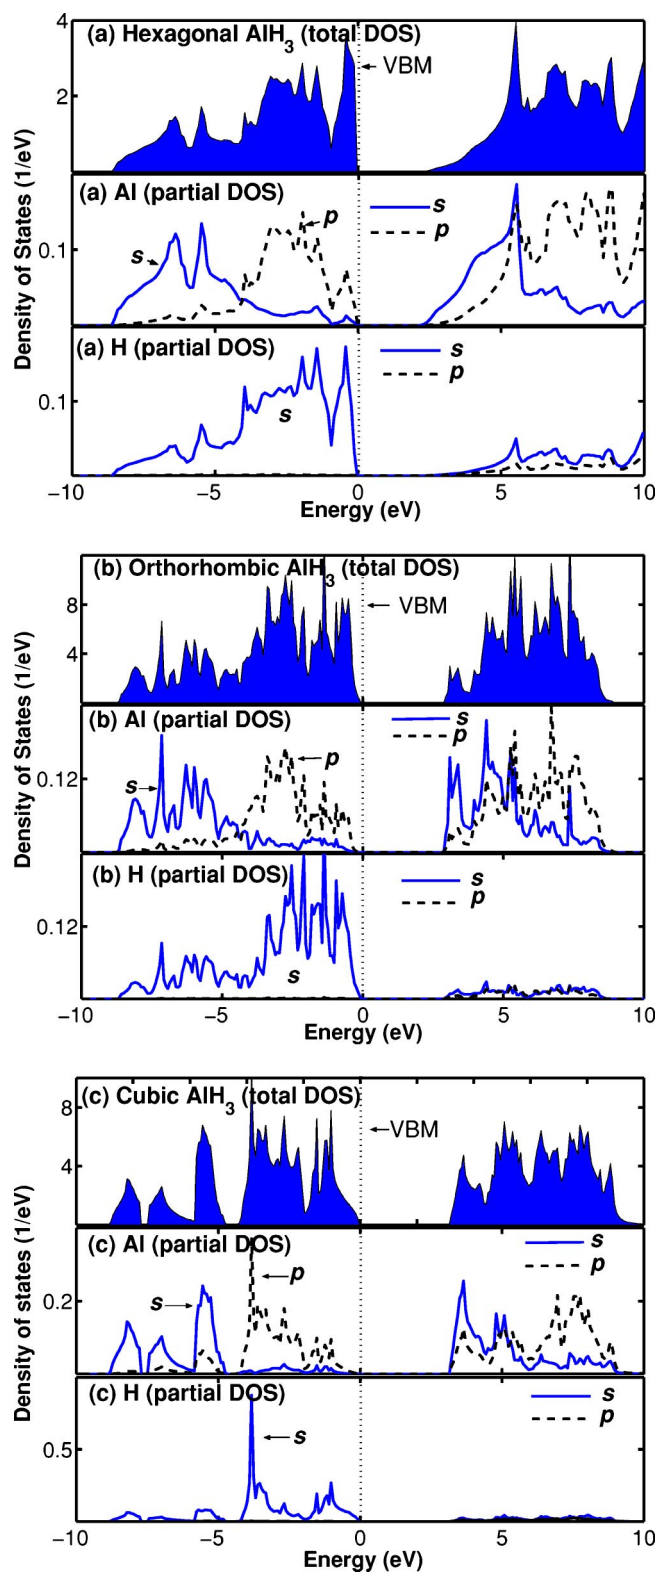 (a) Hexagonal AlH3 (total DOS)
4
VBM
2
(a) Al (partial DOS)
s
p
p
s
0.1
(a) H (partial DOS)
s
p
0.1
s
Density of States (1/eV)
−10 −5 0 5 10
Energy (eV)
(b) Orthorhombic AlH3 (total DOS)
8
VBM
4
(b) Al (partial DOS)
s
p
p
s
0.12
(b) H (partial DOS)
s
p
0.12
s
Density of States (1/eV)
−10 −5 0 5 10
Energy (eV)
(c) Cubic AlH3 (total DOS)
8
VBM
4
(c) Al (partial DOS)
s
p
p
s
0.2
(c) H (partial DOS)
s
p
s
0.5
Density of states (1/eV)
−10 −5 0 5 10
Energy (eV)